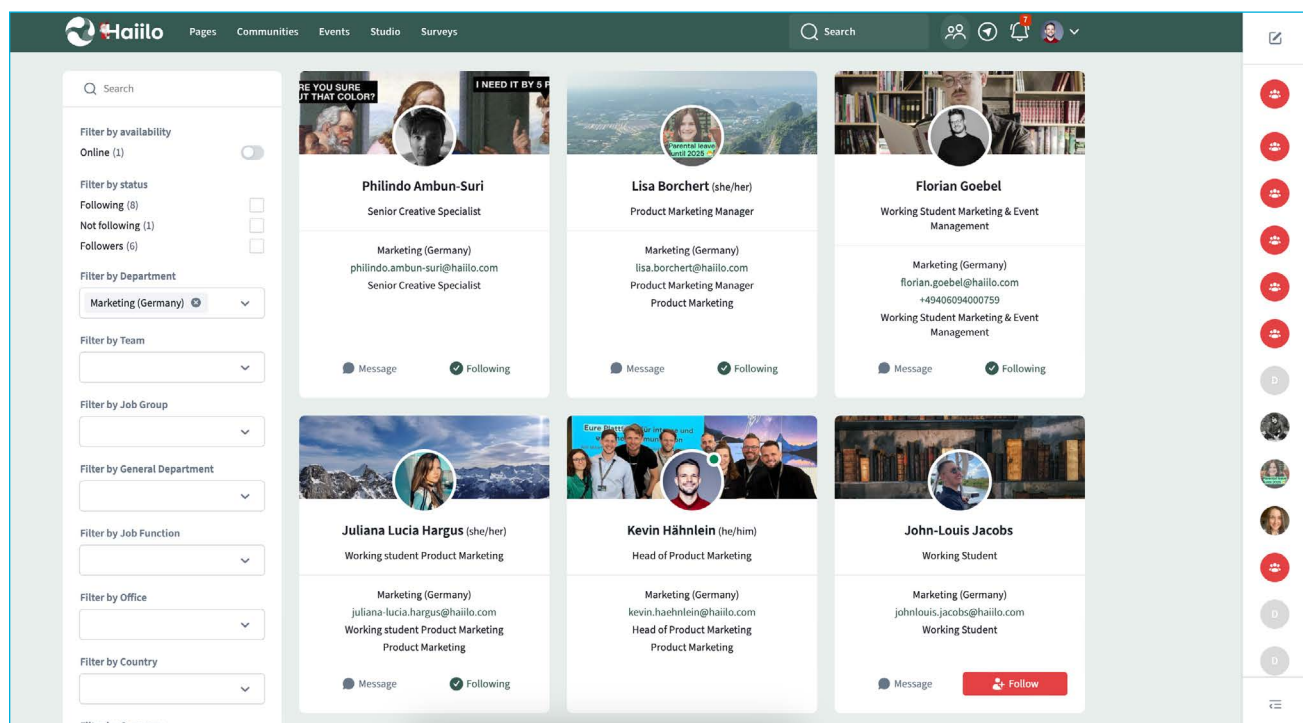 Haiilo
Pages
Communities
Events
Studio
Surveys
Search
7
Search
Filter by availability
Online (1)
Filter by status
Following (8)
Not following (1)
Followers (6)
Filter by Department
Marketing (Germany)
Filter by Team
Filter by Job Group
Filter by General Department
Filter by Job Function
Filter by Office
Filter by Country
RE YOU SURE
UT THAT COLOR?
I NEED IT BY 5 P
Philindo Ambun-Suri
Senior Creative Specialist
Marketing (Germany)
philindo.ambun-suri@haiilo.com
Senior Creative Specialist
Message
Following
Parental leave
until 2025
Lisa Borchert (she/her)
Product Marketing Manager
Marketing (Germany)
lisa.borchert@haiilo.com
Product Marketing Manager
Product Marketing
Message
Following
Florian Goebel
Working Student Marketing & Event
Management
Marketing (Germany)
florian.goebel@haiilo.com
+49406094000759
Working Student Marketing & Event
Management
Message
Following
Juliana Lucia Hargus (she/her)
Working student Product Marketing
Marketing (Germany)
juliana-lucia.hargus@haiilo.com
Working student Product Marketing
Product Marketing
Message
Following
Eure
für interne und
Kevin Hähnlein (he/him)
Head of Product Marketing
Marketing (Germany)
kevin.haehnlein@haiilo.com
Head of Product Marketing
Product Marketing
John-Louis Jacobs
Working Student
Marketing (Germany)
johnlouis.jacobs@haiilo.com
Working Student
Message
Follow
D
D
D